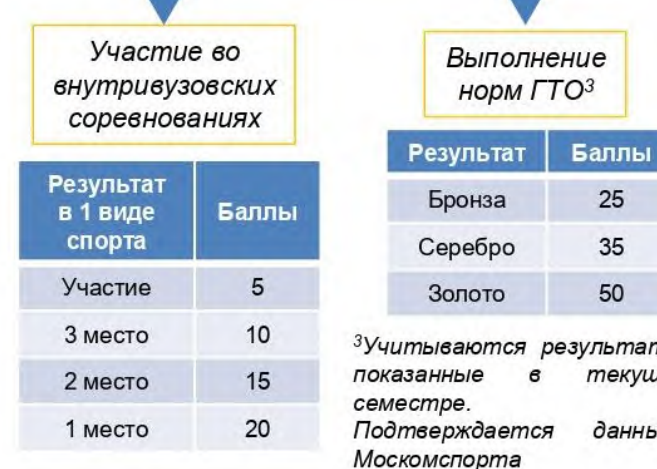 Участие во
внутривузовских
соревнованиях
Результат
в 1 виде
спорта
Баллы
Участие 5
3 место 10
2 место 15
1 место 20
Выполнение
норм ГТО³
Результат Баллы
Бронза 25
Серебро 35
Золото 50
³Учитываются
показанные в
семестре.
Подтверждается
Москомспорта